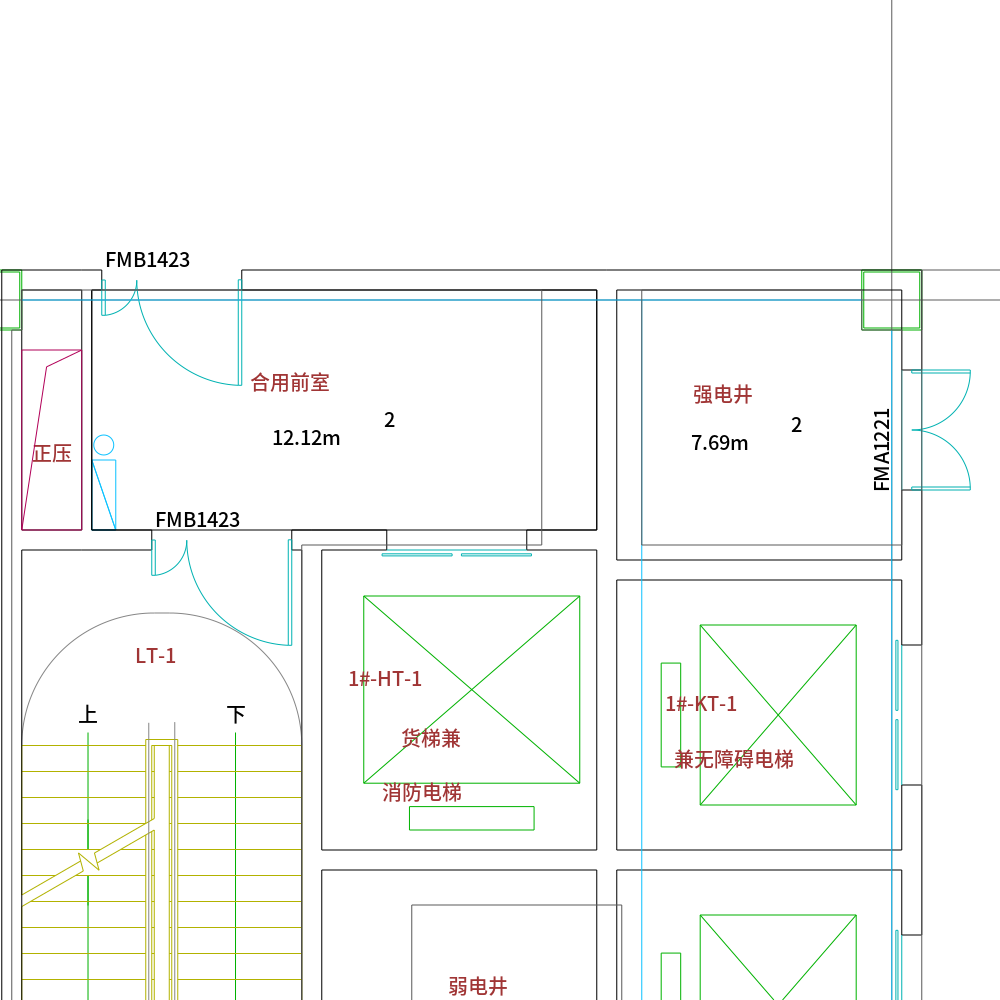 FMB1423
合用前室
2
12.12m
强电井
2
7.69m
FMA1221
正压
FMB1423
LT-1
上
下
1#-HT-1
货梯兼
消防电梯
1#-KT-1
兼无障碍电梯
弱电井